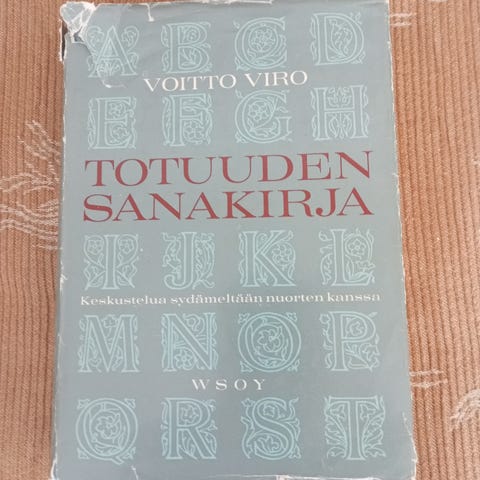 A B C D
VOITTO VIRO
E F G H
TOTUUDEN
SANAKIRJA
I J K L
Keskustelua sydämeltään nuorten kanssa
M N O P
WSOY
Q R S T